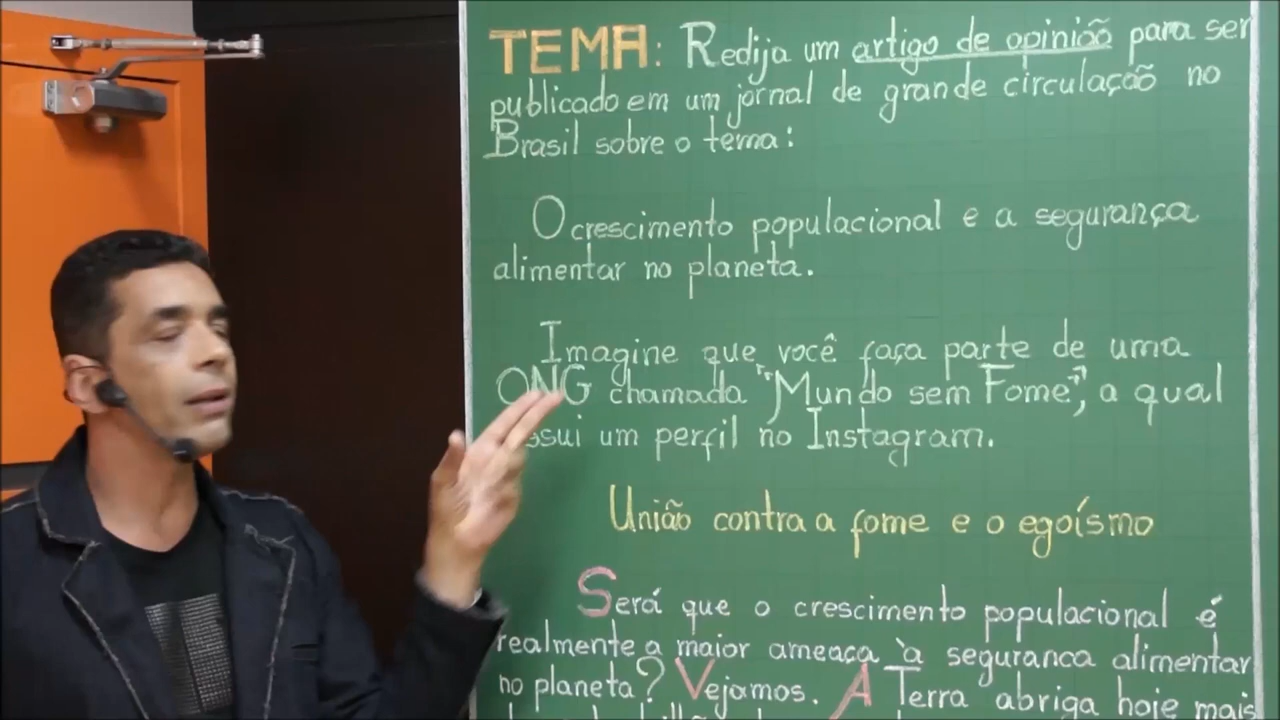 TEMA: Redija um artigo de opinião para ser
publicado em um jornal de grande circulação no
Brasil sobre o tema:
O crescimento populacional e a segurança
alimentar no planeta.
Imagine que você faça parte de uma
ONG chamada "Mundo sem Fome", a qual
um perfil no Instagram.
União contra a fome e o egoísmo
Será que o crescimento populacional é
realmente a maior ameaça à seguranca alimentar
no planeta? Vejamos. A Terra abriga hoje mais